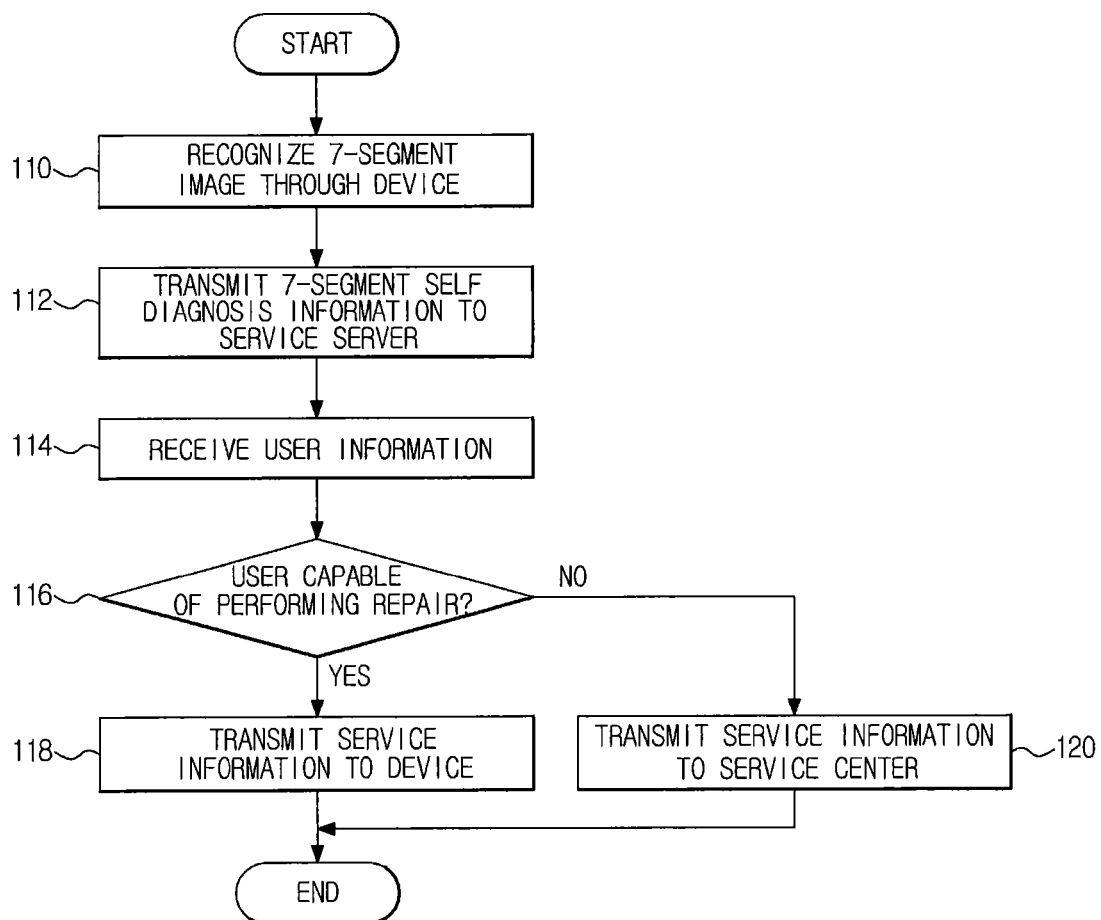 START
110
RECOGNIZE 7-SEGMENT
IMAGE THROUGH DEVICE
112
TRANSMIT 7-SEGMENT SELF
DIAGNOSIS INFORMATION TO
SERVICE SERVER
114
RECEIVE USER INFORMATION
116
USER CAPABLE
OF PERFORMING REPAIR?
NO
YES
118
TRANSMIT SERVICE
INFORMATION TO DEVICE
TRANSMIT SERVICE INFORMATION
TO SERVICE CENTER
120
END